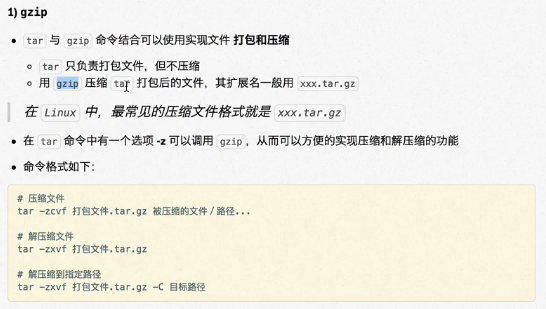 1) gzip
• tar 与 gzip 命令结合可以使用实现文件 打包和压缩
◦ tar 只负责打包文件，但不压缩
◦ 用 gzip 压缩 tar 打包后的文件，其扩展名一般用 xxx.tar.gz
在 Linux 中，最常见的压缩文件格式就是 xxx.tar.gz
• 在 tar 命令中有一个选项 -z 可以调用 gzip，从而可以方便的实现压缩和解压缩的功能
• 命令格式如下：
# 压缩文件
tar -zcvf 打包文件.tar.gz 被压缩的文件／路径...
# 解压缩文件
tar -zxvf 打包文件.tar.gz
# 解压缩到指定路径
tar -zxvf 打包文件.tar.gz -C 目标路径